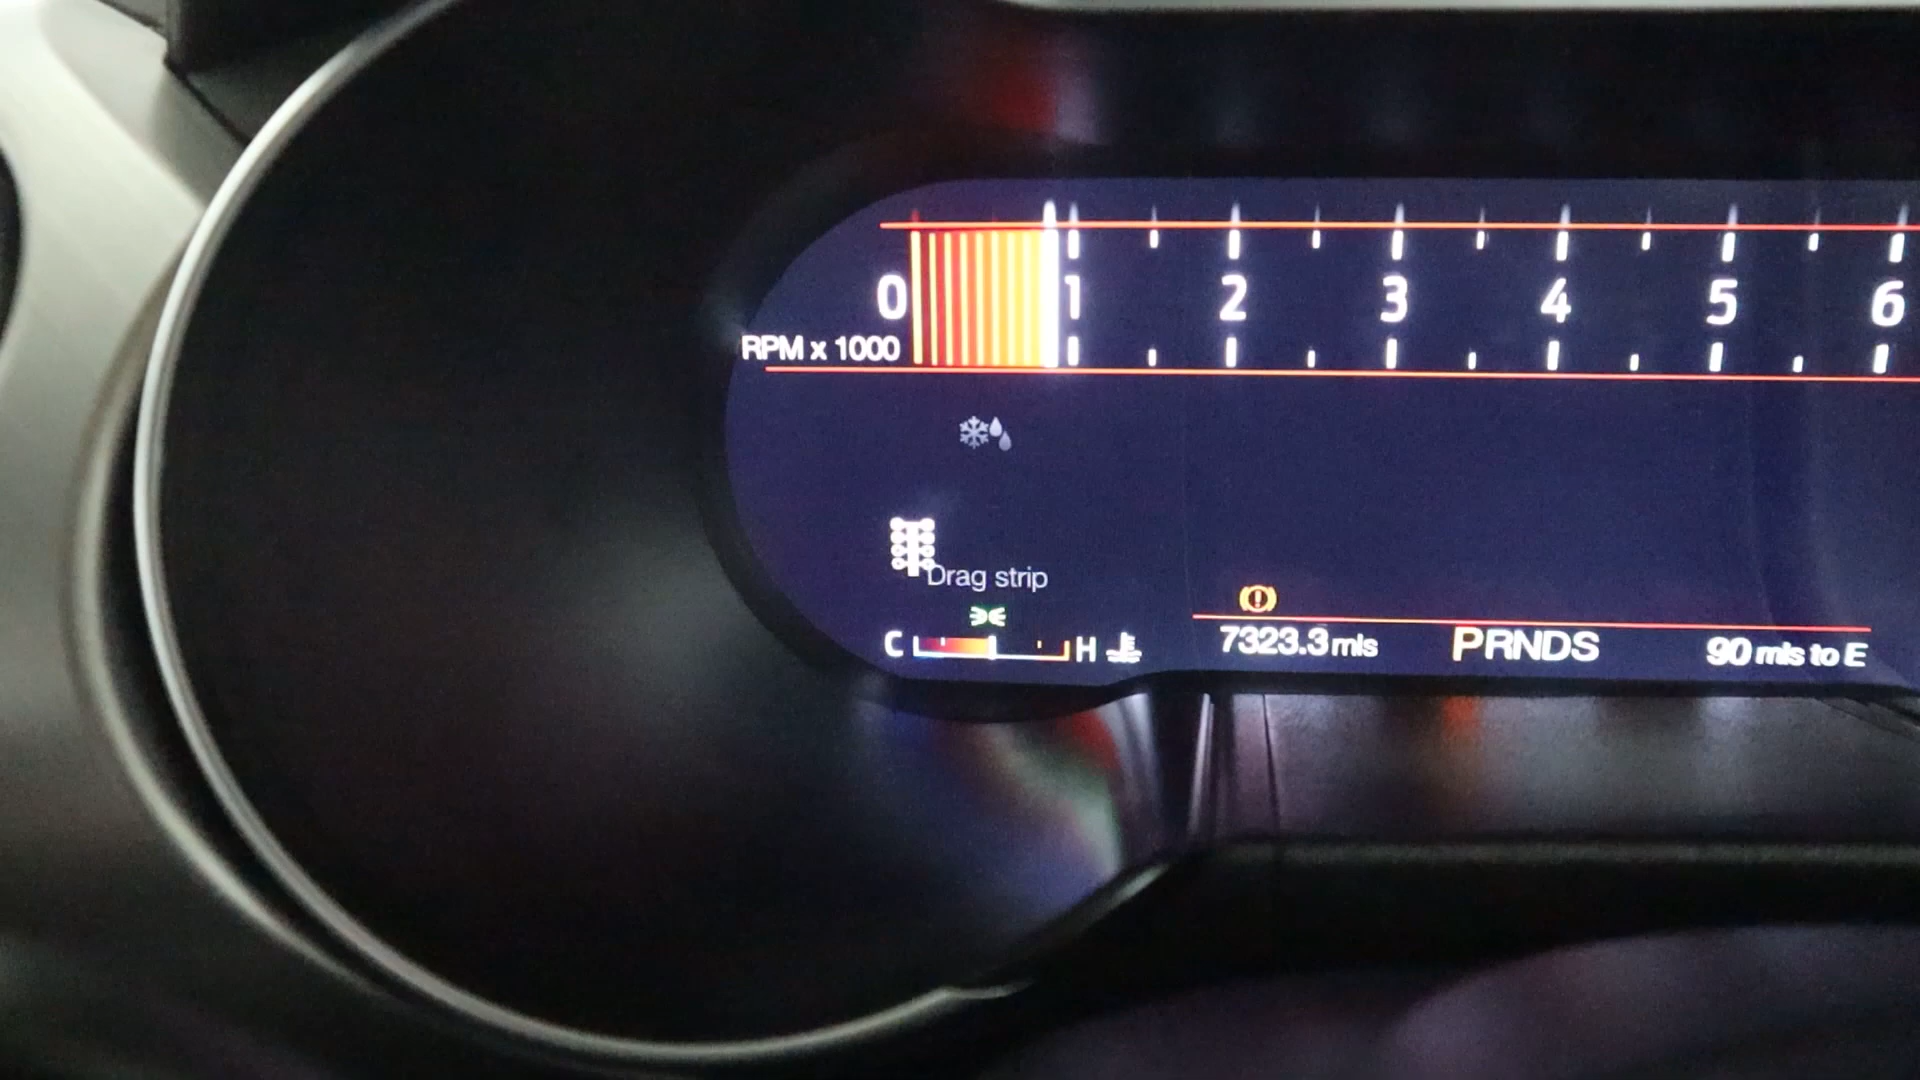 0 1 2 3 4 5 6
RPM x 1000
Drag strip
C H
7323.3 mls PRNDS 90 mls to E